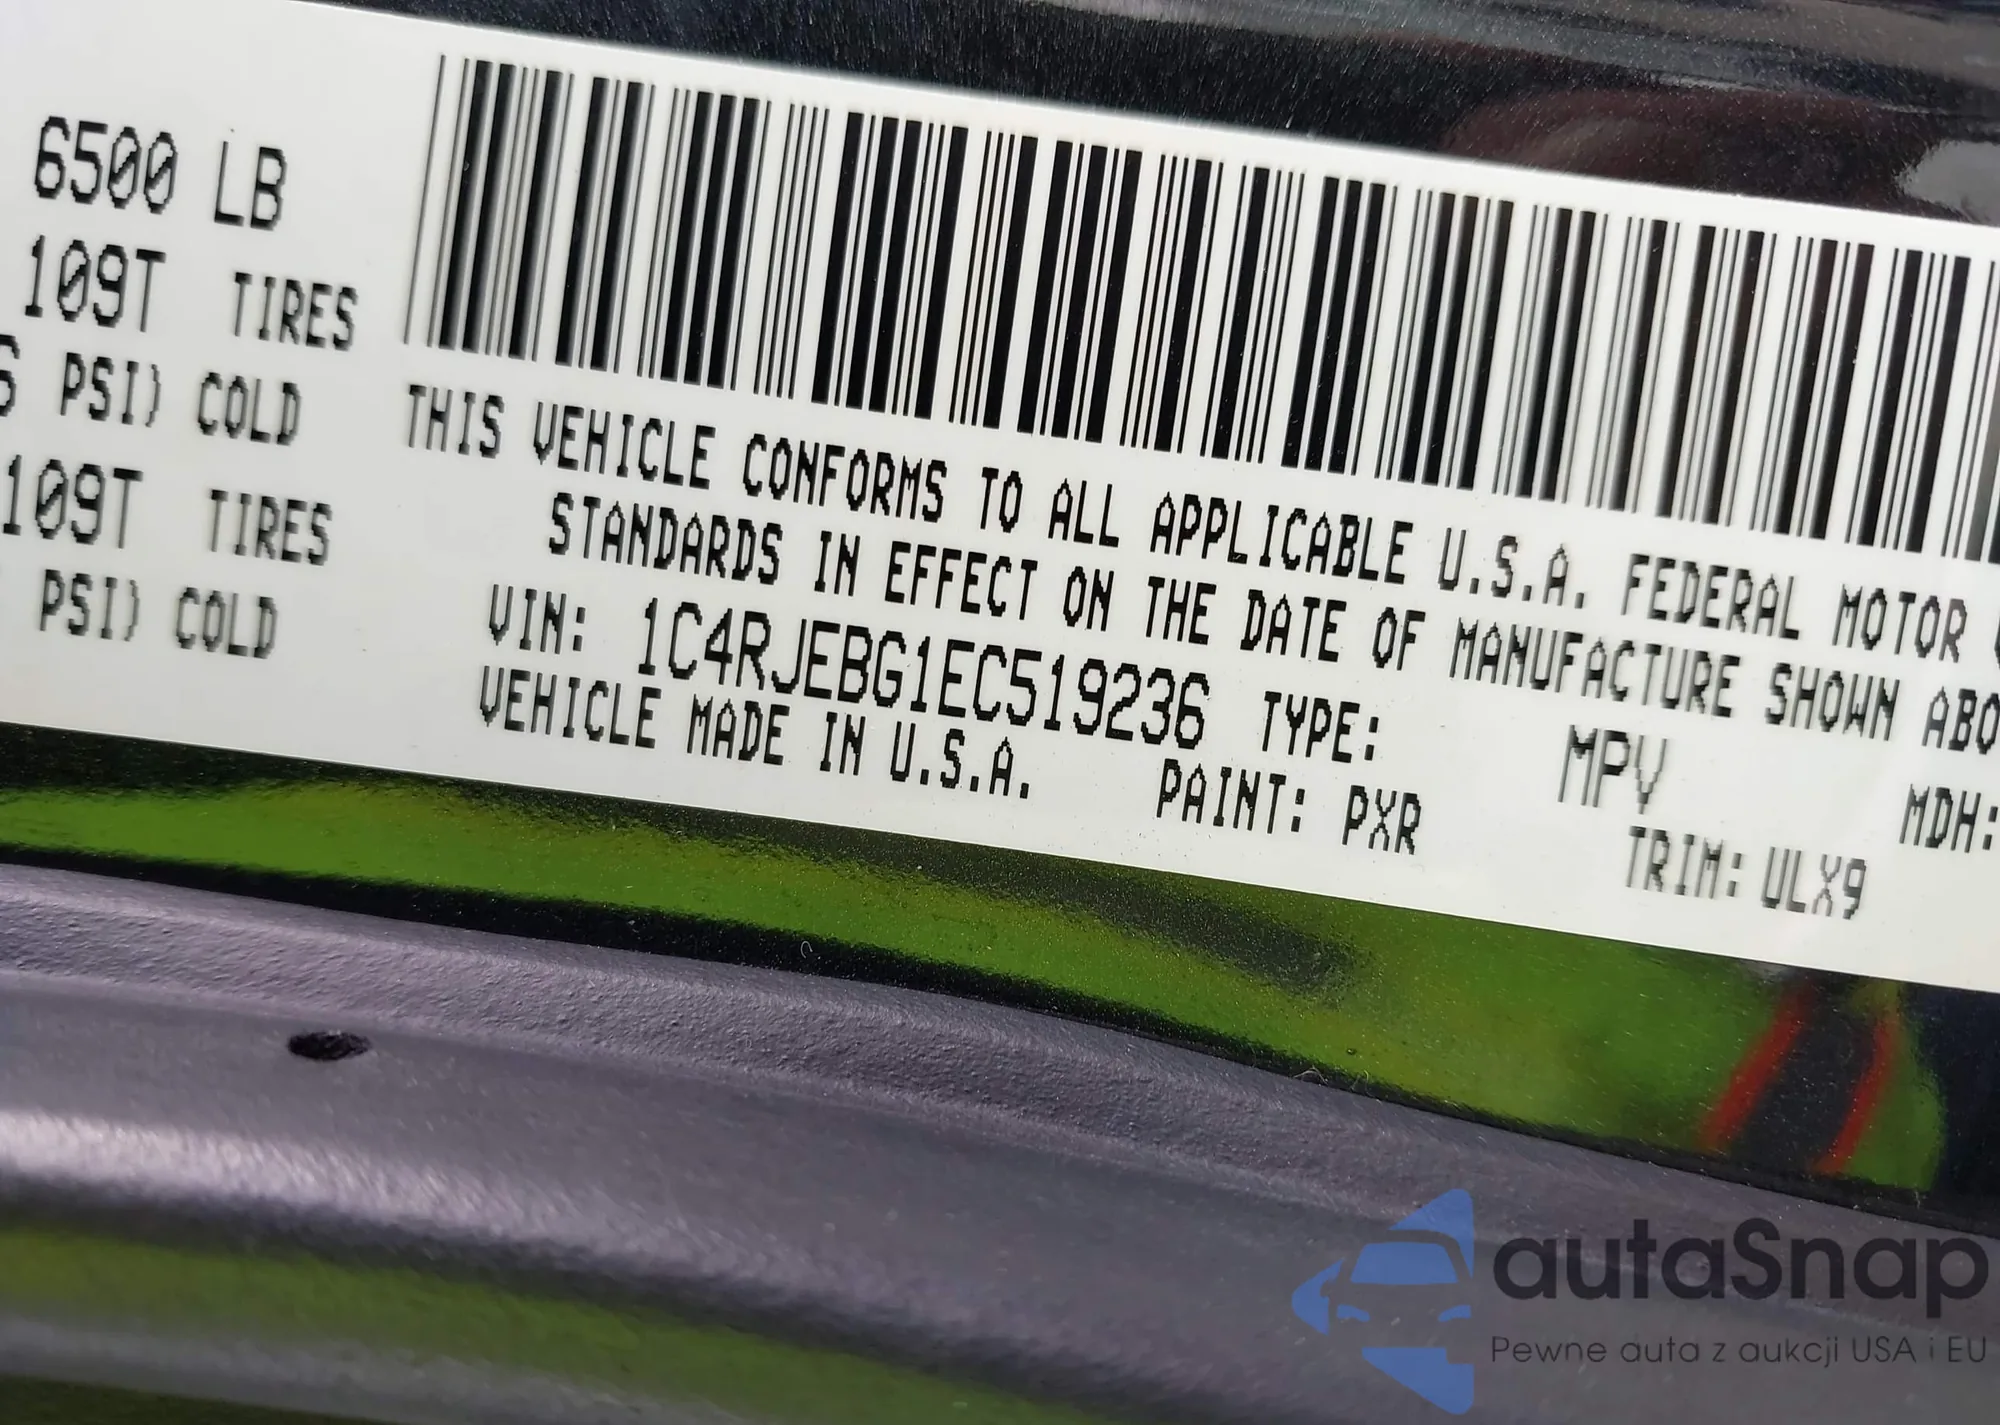 6500 LB
109T TIRES
PSI) COLD
109T TIRES
PSI) COLD
THIS VEHICLE CONFORMS TO ALL APPLICABLE U.S.A. FEDERAL MOTOR
STANDARDS IN EFFECT ON THE DATE OF MANUFACTURE SHOWN ABO
VIN: 1C4RJEBG1EC519236 TYPE: MPV MDH:
VEHICLE MADE IN U.S.A. PAINT: PXR TRIM: ULX9
autaSnap
Pewne auta z aukcji USA i EU